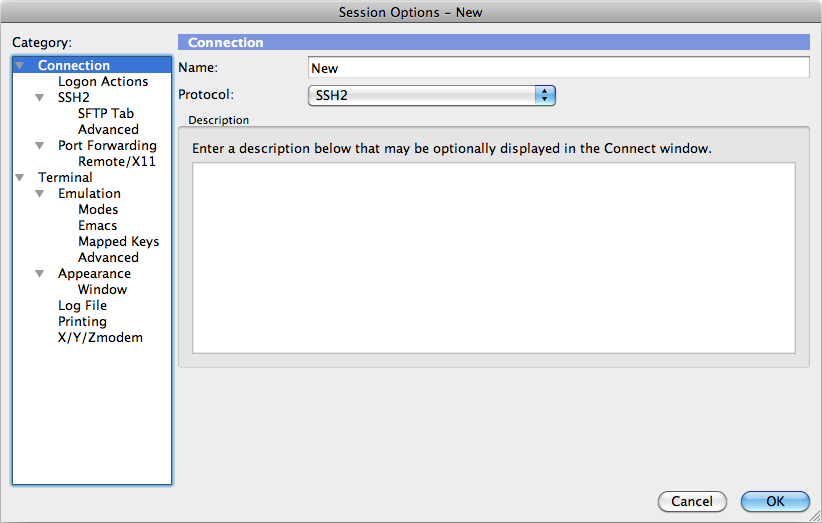 Session Options – New
Category:
Connection
Logon Actions
SSH2
SFTP Tab
Advanced
Port Forwarding
Remote/X11
Terminal
Emulation
Modes
Emacs
Mapped Keys
Advanced
Appearance
Window
Log File
Printing
X/Y/Zmodem
Connection
Name: New
Protocol: SSH2
Description
Enter a description below that may be optionally displayed in the Connect window.
Cancel OK